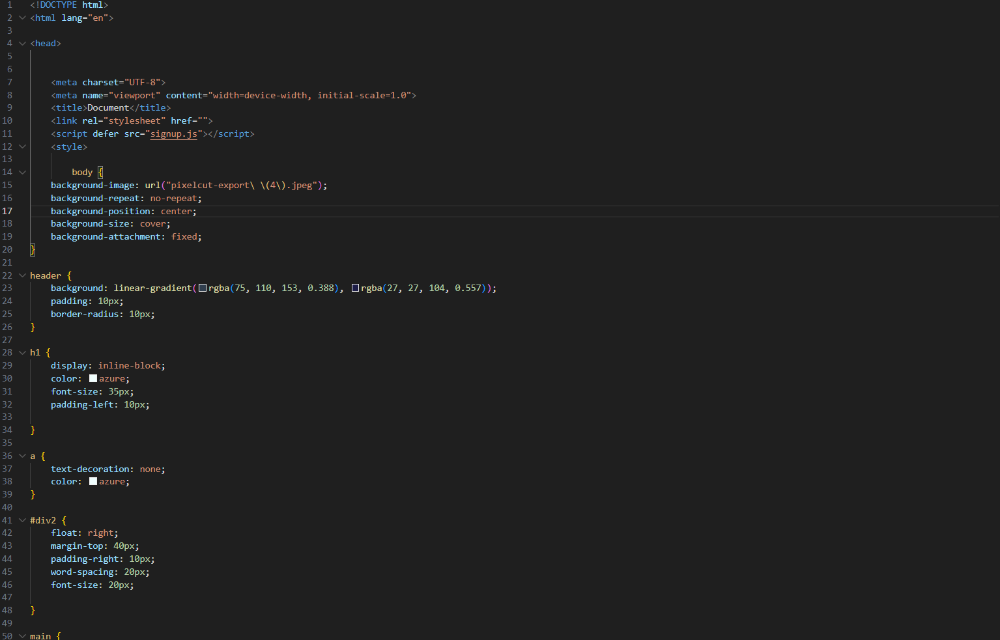 1 <!DOCTYPE html>
2 <html lang="en">
3
4 <head>
5
6
7 <meta charset="UTF-8">
8 <meta name="viewport" content="width=device-width, initial-scale=1.0">
9 <title>Document</title>
10 <link rel="stylesheet" href="">
11 <script defer src="signup.js"></script>
12 <style>
13
14 body {
15 background-image: url("pixelcut-export\ \(4\).jpeg");
16 background-repeat: no-repeat;
17 background-position: center;
18 background-size: cover;
19 background-attachment: fixed;
20 }
21
22 header {
23 background: linear-gradient(rgba(75, 110, 153, 0.388), rgba(27, 27, 104, 0.557));
24 padding: 10px;
25 border-radius: 10px;
26 }
27
28 h1 {
29 display: inline-block;
30 color: azure;
31 font-size: 35px;
32 padding-left: 10px;
33
34 }
35
36 a {
37 text-decoration: none;
38 color: azure;
39 }
40
41 #div2 {
42 float: right;
43 margin-top: 40px;
44 padding-right: 10px;
45 word-spacing: 20px;
46 font-size: 20px;
47
48 }
49
50 main {